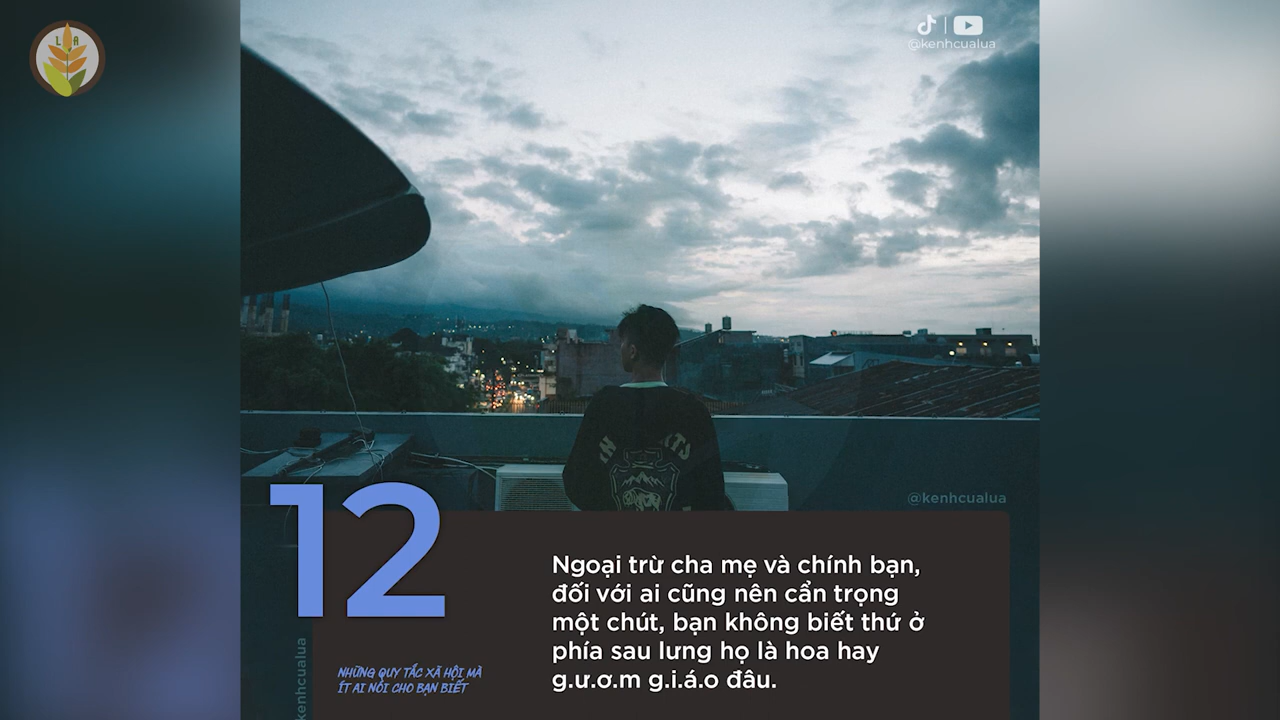 L A
@kenhcualua
IN
TS
@kenhcualua
12
Ngoại trừ cha mẹ và chính bạn,
đối với ai cũng nên cẩn trọng
một chút, bạn không biết thứ ở
phía sau lưng họ là hoa hay
g.ư.ơ.m g.i.á.o đâu.
NHỮNG QUY TẮC XÃ HỘI MÀ
ÍT AI NÓI CHO BẠN BIẾT
kenhcualua